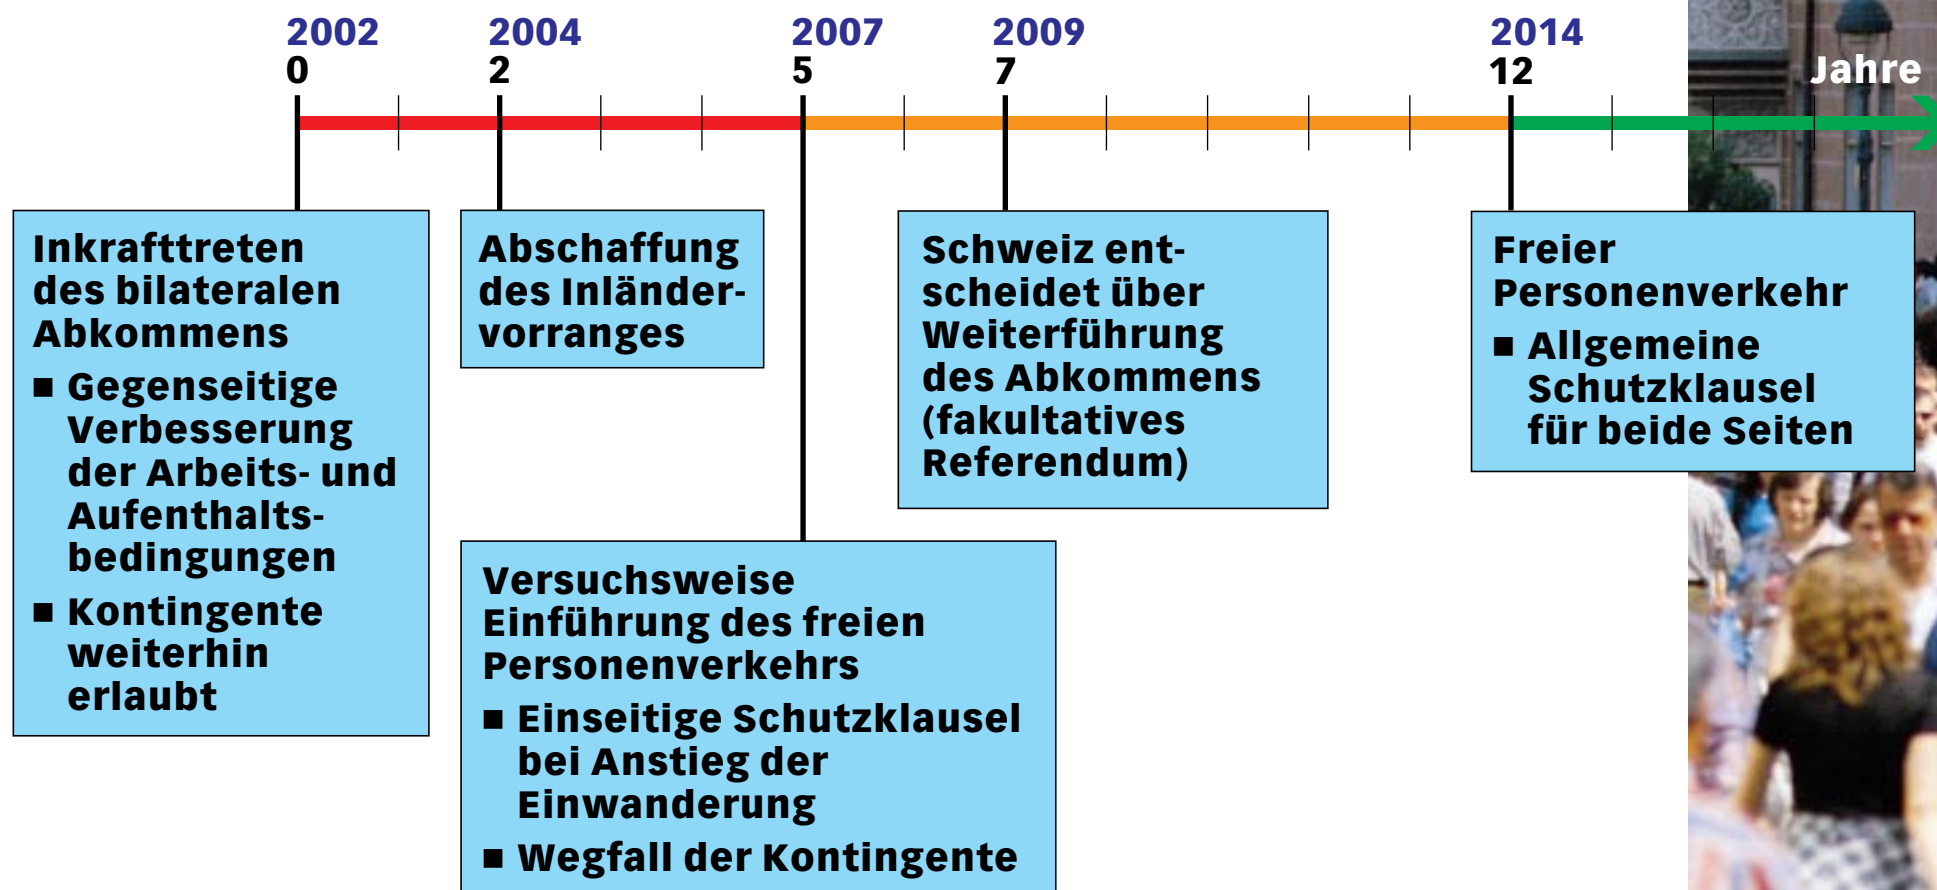 2002
0
2004
2
2007
5
2009
7
2014
12
Jahre
Inkrafttreten
des bilateralen
Abkommens
■ Gegenseitige
Verbesserung
der Arbeits- und
Aufenthalts-
bedingungen
■ Kontingente
weiterhin
erlaubt
Abschaffung
des Inländer-
vorranges
Versuchsweise
Einführung des freien
Personenverkehrs
■ Einseitige Schutzklausel
bei Anstieg der
Einwanderung
■ Wegfall der Kontingente
Schweiz ent-
scheidet über
Weiterführung
des Abkommens
(fakultatives
Referendum)
Freier
Personenverkehr
■ Allgemeine
Schutzklausel
für beide Seiten